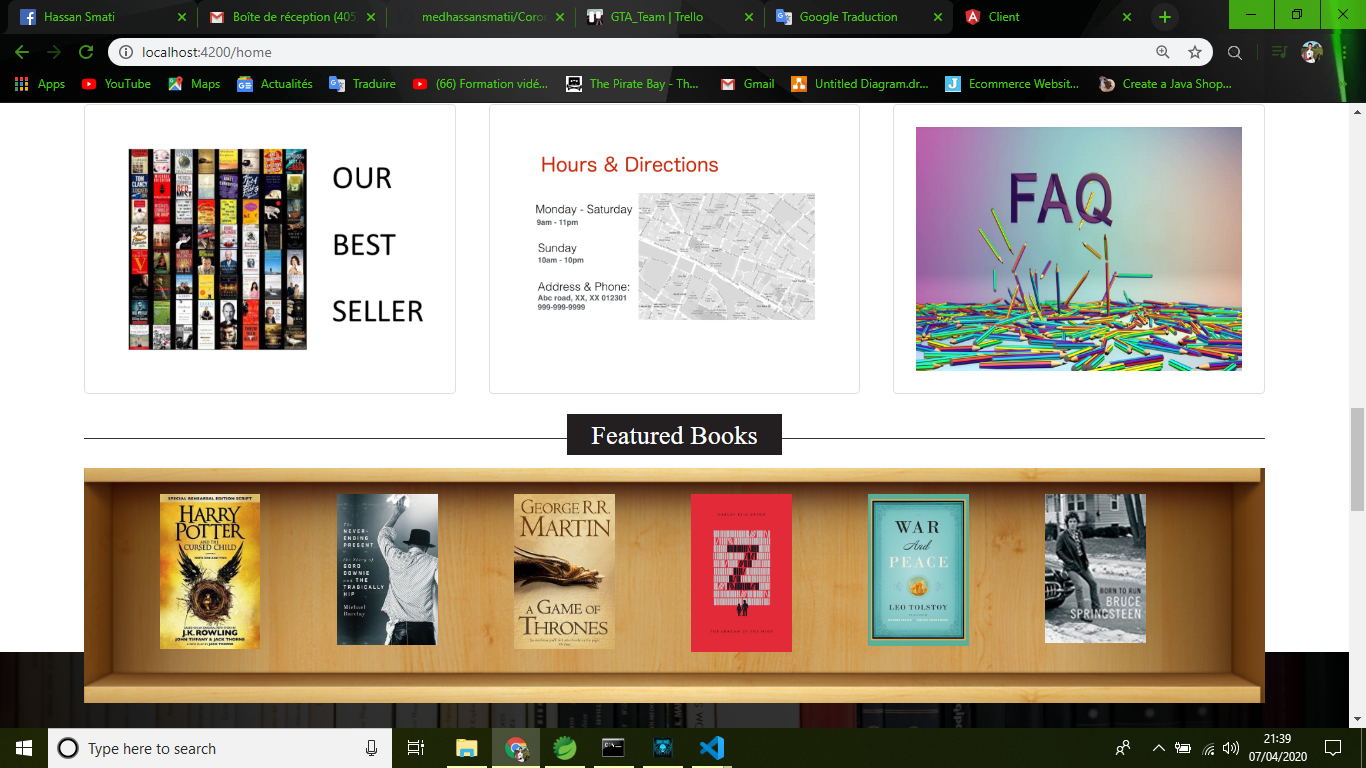 Hassan Smati
Boîte de réception (405
medhassansmatii/Coron
GTA_Team | Trello
Google Traduction
Client
localhost:4200/home
Apps
YouTube
Maps
Actualités
Traduire
(66) Formation vidé...
The Pirate Bay - Th...
Gmail
Untitled Diagram.dr...
Ecommerce Websit...
Create a Java Shop...
OUR
BEST
SELLER
Hours & Directions
Monday - Saturday
9am - 11pm
Sunday
10am - 10pm
Address & Phone:
Abc road, XX, XX 012301
999-999-9999
FAQ
Featured Books
SPECIAL REHEARSAL EDITION SCRIPT
HARRY
POTTER
AND THE
CURSED CHILD
J.K.ROWLING
JOHN TIFFANY & JACK THORNE
The
NEVER-
ENDING
PRESENT
the Story of
GORD
DOWNIE
and THE
TRAGICALLY
HIP
Michael
Barclay
GEORGE R.R.
MARTIN
A GAME OF
THRONES
WAR
And
PEACE
LEO TOLSTOY
BORN TO RUN
BRUCE
SPRINGSTEEN
Type here to search
21:39
07/04/2020